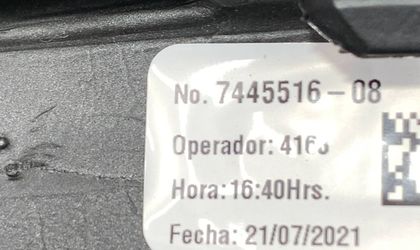 No. 7445516-08
Operador:
Hora:16:40Hrs.
Fecha: 21/07/2021